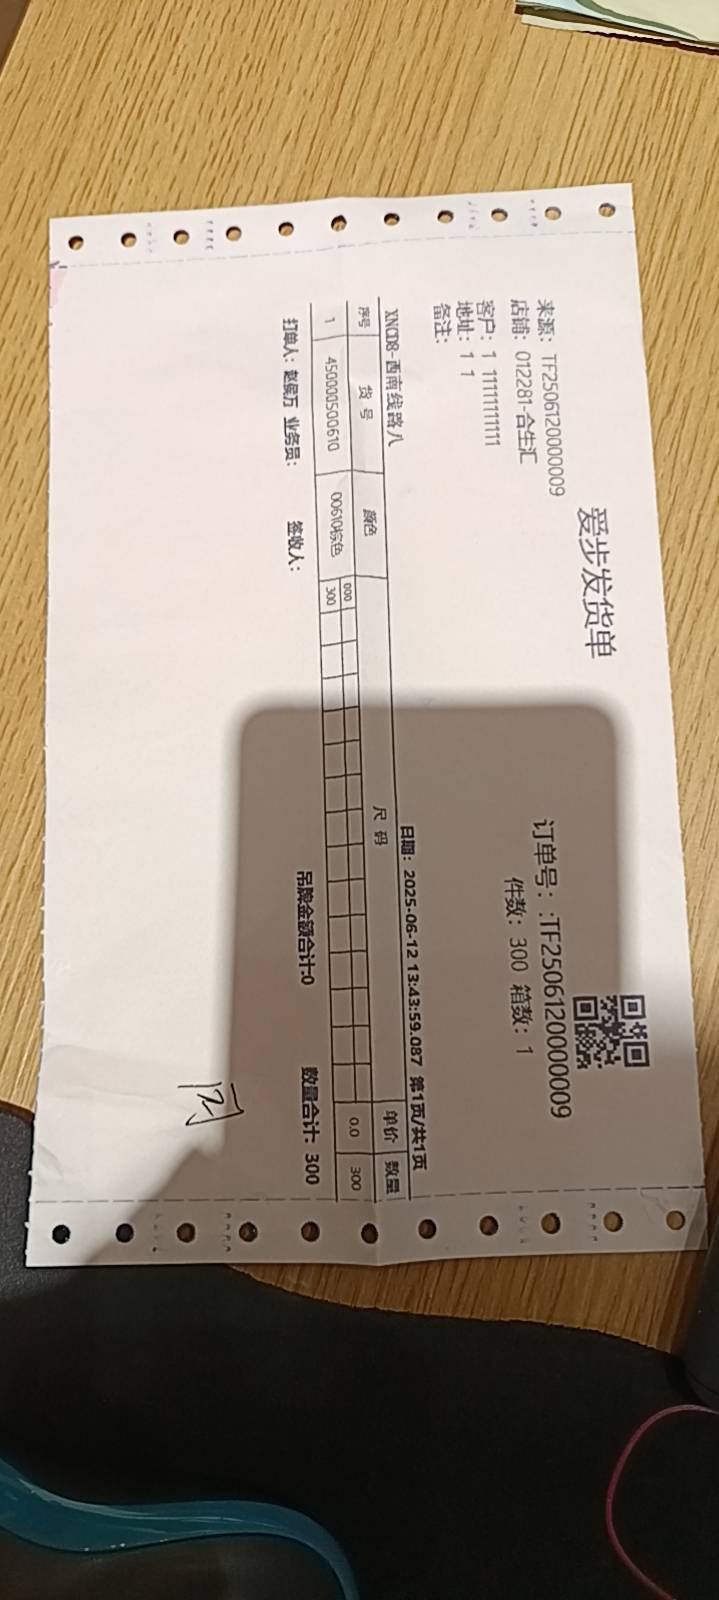 爱步发货单
来源：TF2506120000009
订单号：:TF2506120000009
店铺：012281-合生汇
件数：300 箱数：1
客户：1 11111111111
地址：1 1
备注：
XNCD8-西南线路八
日期：2025-06-12 13:43:59.087 第1页/共1页
序号 货 号 颜色 尺 码 单价 数量
000
1 450000500610 00610棕色 300 0.0 300
吊牌金额合计:0 数量合计: 300
打单人：赵侯万 业务员： 签收人：